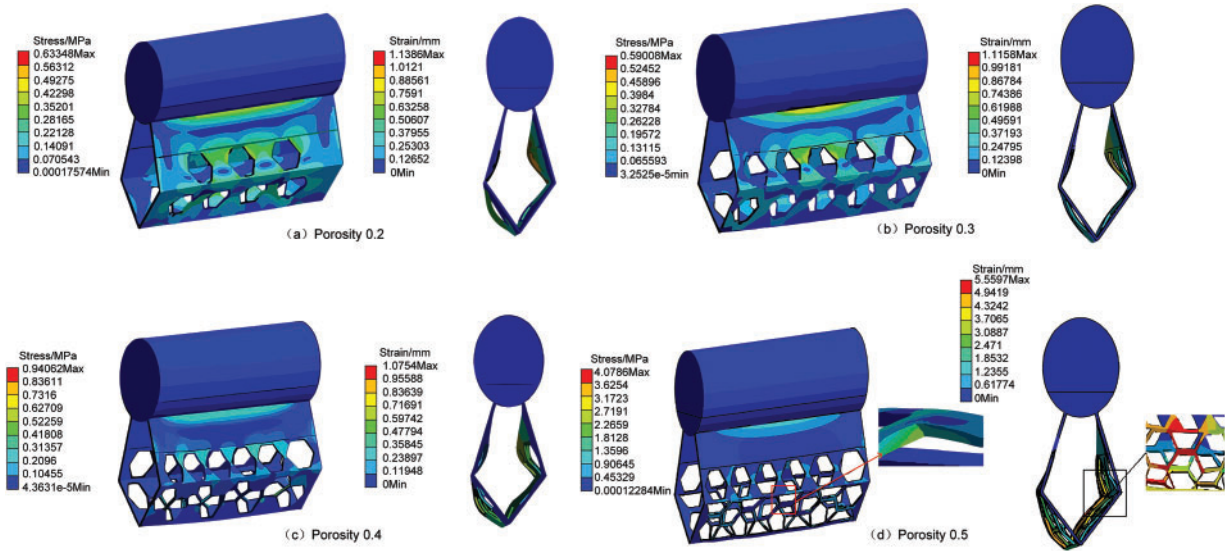 Stress/MPa
0.63348Max
0.56312
0.49275
0.42298
0.35201
0.28165
0.22128
0.14091
0.070543
0.00017574Min
Strain/mm
1.1386Max
1.0121
0.88561
0.7591
0.63258
0.50607
0.37955
0.25303
0.12652
0Min
（a）Porosity 0.2
Stress/MPa
0.59008Max
0.52452
0.45896
0.3984
0.32784
0.26228
0.19572
0.13115
0.065593
3.2525e-5min
Strain/mm
1.1158Max
0.99181
0.86784
0.74386
0.61988
0.49591
0.37193
0.24795
0.12398
0Min
（b）Porosity 0.3
Stress/MPa
0.94062Max
0.83611
0.7316
0.62709
0.52259
0.41808
0.31357
0.2096
0.10455
4.3631e-5Min
Strain/mm
1.0754Max
0.95588
0.83639
0.71691
0.59742
0.47794
0.35845
0.23897
0.11948
0Min
（c）Porosity 0.4
Stress/MPa
4.0786Max
3.6254
3.1723
2.7191
2.2659
1.8128
1.3596
0.90645
0.45329
0.00012284Min
Strain/mm
5.5597Max
4.9419
4.3242
3.7065
3.0887
2.471
1.8532
1.2355
0.61774
0Min
（d）Porosity 0.5